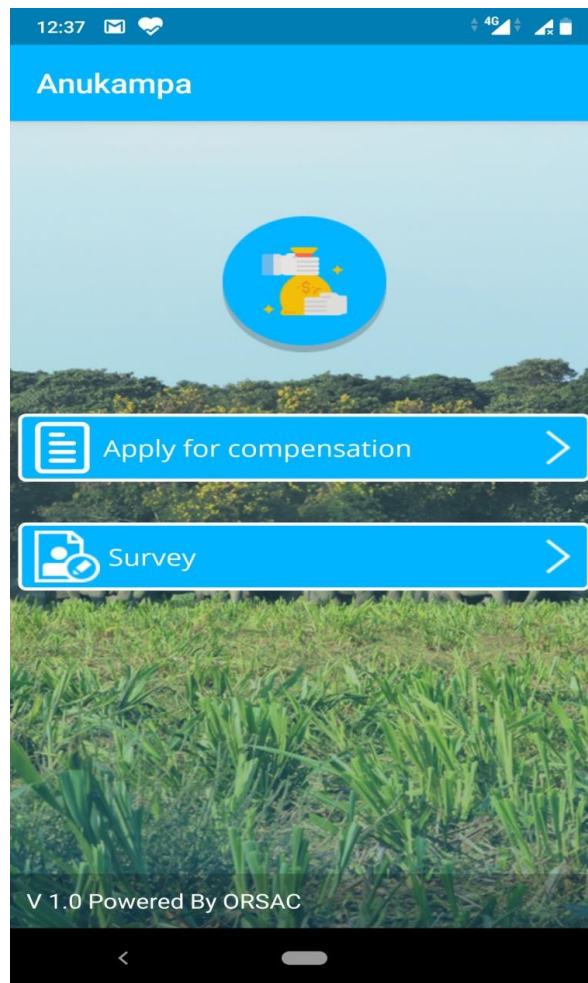 12:37
4G
Anukampa
$
Apply for compensation
Survey
V 1.0 Powered By ORSAC